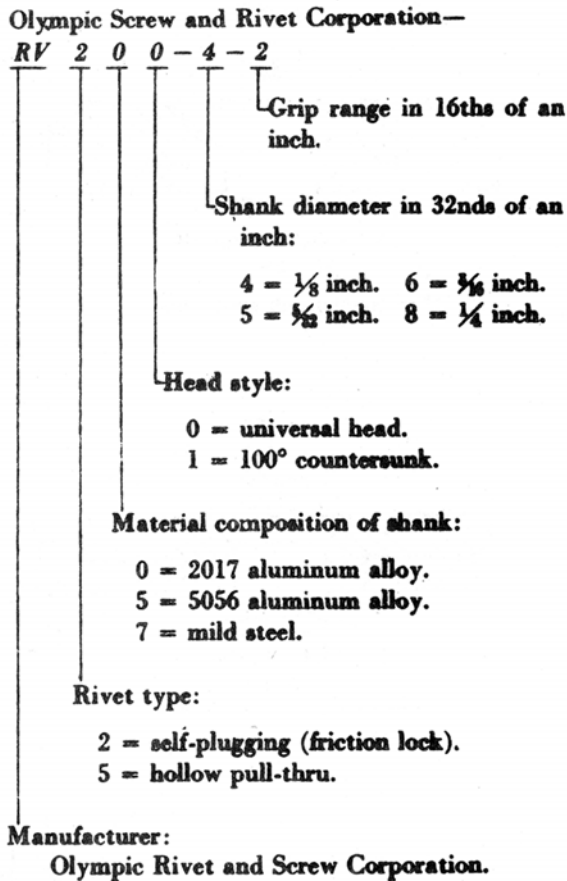 Olympic Screw and Rivet Corporation—
RV 2 0 0 – 4 – 2
Grip range in 16ths of an
inch.
Shank diameter in 32nds of an
inch:
4 = 1/8 inch. 6 = 3/16 inch.
5 = 5/32 inch. 8 = 1/4 inch.
Head style:
0 = universal head.
1 = 100° countersunk.
Material composition of shank:
0 = 2017 aluminum alloy.
5 = 5056 aluminum alloy.
7 = mild steel.
Rivet type:
2 = self-plugging (friction lock).
5 = hollow pull-thru.
Manufacturer:
Olympic Rivet and Screw Corporation.